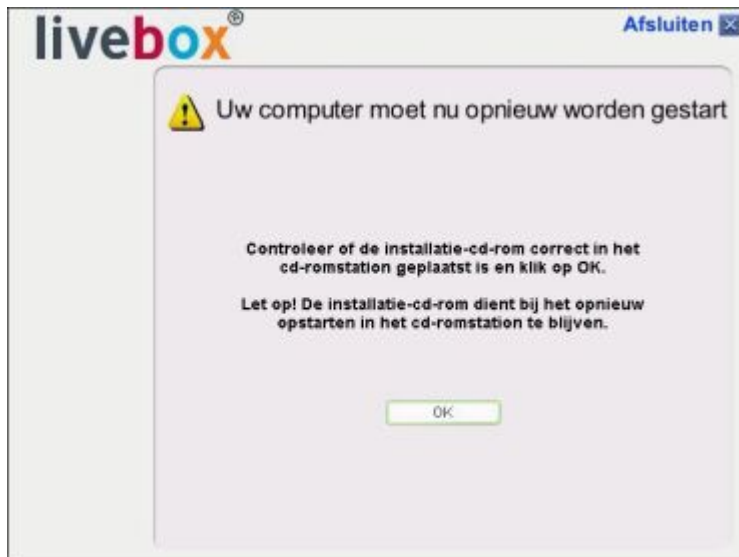 livebox®
Afsluiten
Uw computer moet nu opnieuw worden gestart
Controleer of de installatie-cd-rom correct in het
cd-romstation geplaatst is en klik op OK.
Let op! De installatie-cd-rom dient bij het opnieuw
opstarten in het cd-romstation te blijven.
OK